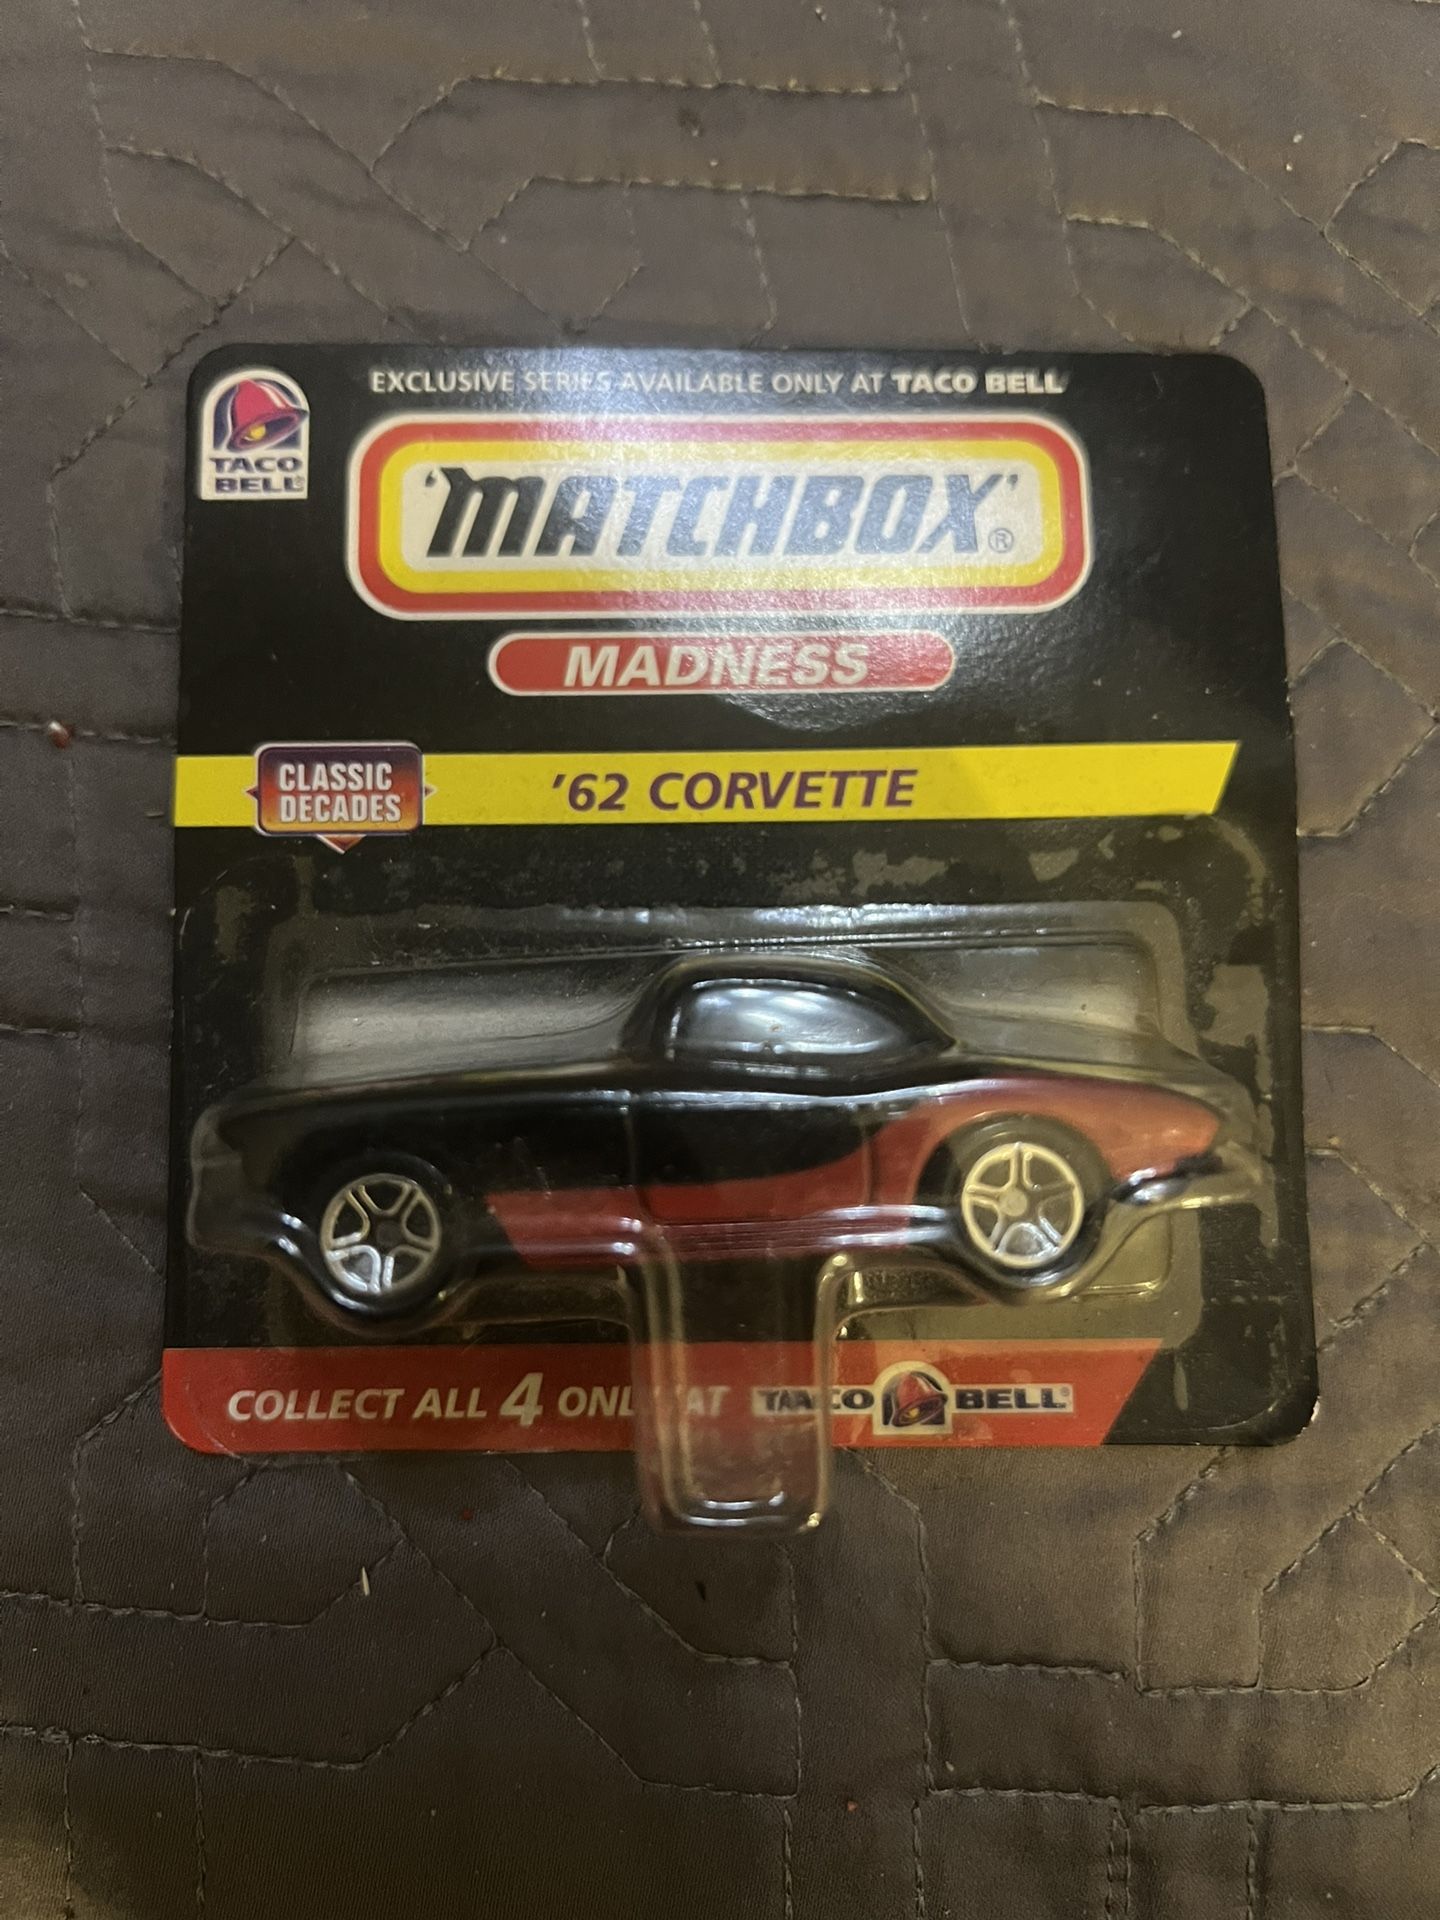 EXCLUSIVE SERIES AVAILABLE ONLY AT TACO BELL
TACO
BELL®
'MATCHBOX'®
MADNESS
CLASSIC
DECADES
'62 CORVETTE
COLLECT ALL 4 ONLY AT TACO BELL®